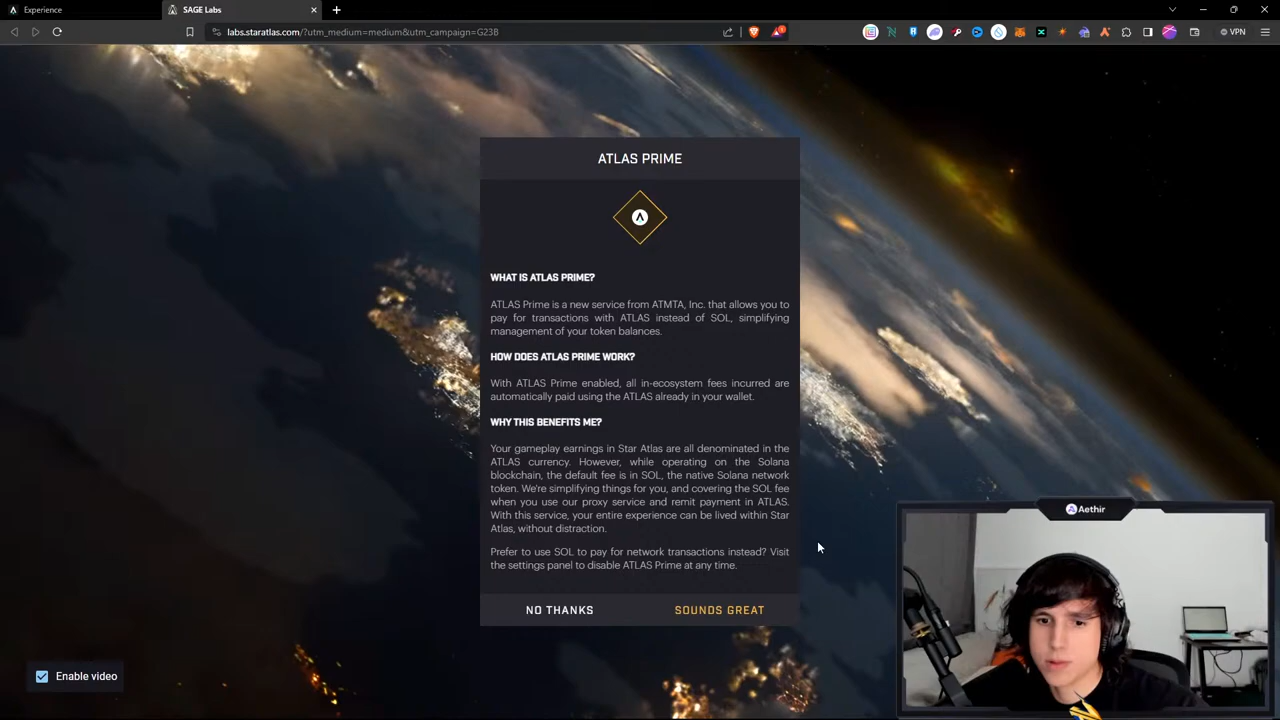 Experience
SAGE Labs
labs.staratlas.com/?utm_medium=medium&utm_campaign=G23B
VPN
ATLAS PRIME
WHAT IS ATLAS PRIME?
ATLAS Prime is a new service from ATMTA, Inc. that allows you to
pay for transactions with ATLAS instead of SOL, simplifying
management of your token balances.
HOW DOES ATLAS PRIME WORK?
With ATLAS Prime enabled, all in-ecosystem fees incurred are
automatically paid using the ATLAS already in your wallet.
WHY THIS BENEFITS ME?
Your gameplay earnings in Star Atlas are all denominated in the
ATLAS currency. However, while operating on the Solana
blockchain, the default fee is in SOL, the native Solana network
token. We're simplifying things for you, and covering the SOL fee
when you use our proxy service and remit payment in ATLAS.
With this service, your entire experience can be lived within Star
Atlas, without distraction.
Prefer to use SOL to pay for network transactions instead? Visit
the settings panel to disable ATLAS Prime at any time.
NO THANKS
SOUNDS GREAT
Aethir
Enable video